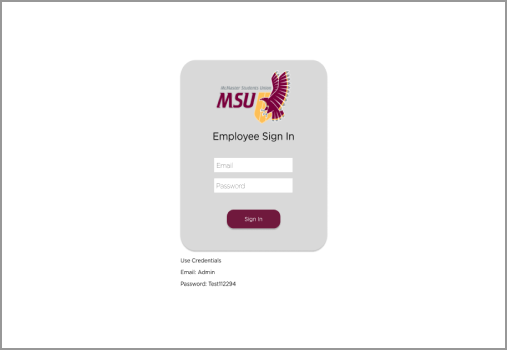 McMaster Students Union
MSU
Employee Sign In
Email
Password
Sign In
Use Credentials
Email: Admin
Password: Test112294